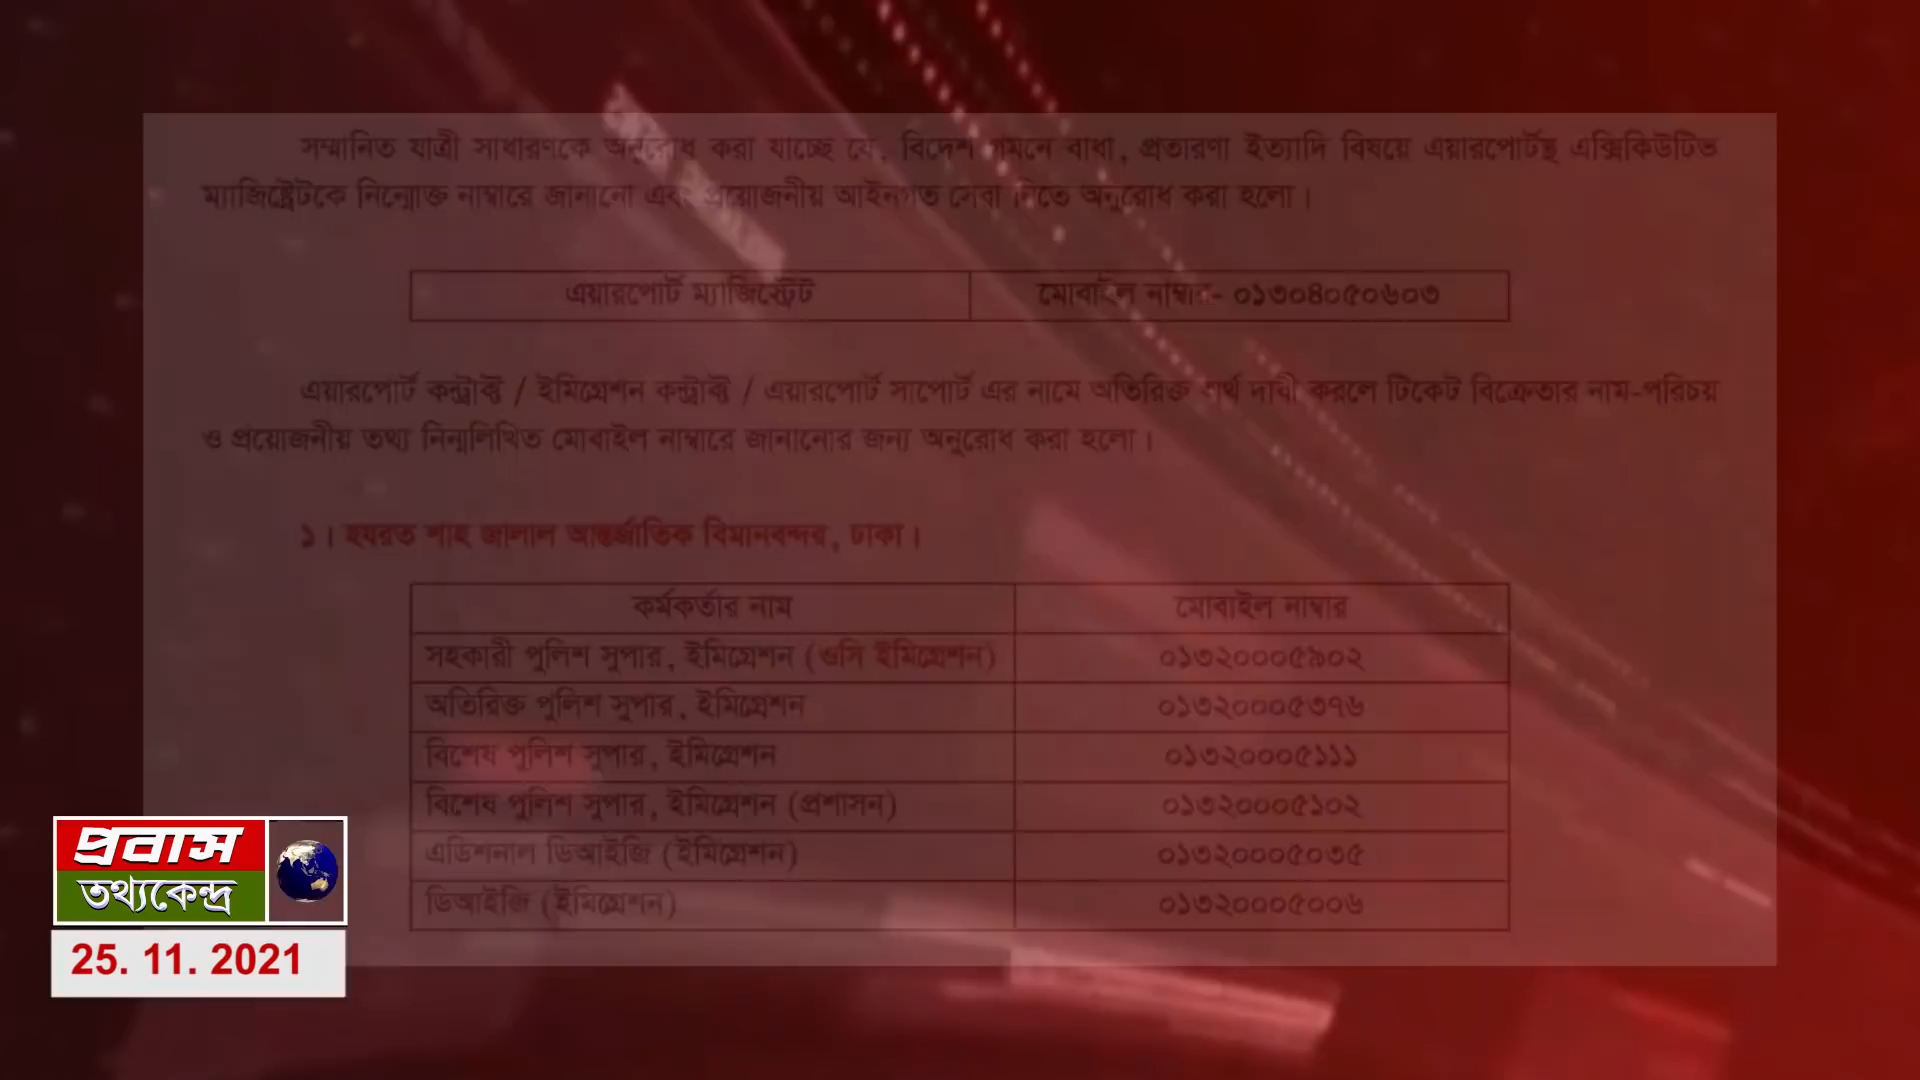 সম্মানিত যাত্রী সাধারণকে অনুরোধ করা যাচ্ছে যে, বিদেশ গমনে বাধা, প্রতারণা ইত্যাদি বিষয়ে এয়ারপোর্টস্থ এক্সিকিউটিভ
ম্যাজিস্ট্রেটকে নিম্নোক্ত নাম্বারে জানানো এবং প্রয়োজনীয় আইনগত সেবা নিতে অনুরোধ করা হলো।
এয়ারপোর্ট ম্যাজিস্ট্রেট মোবাইল নাম্বার- ০১৩০৪০৫০৬০৩
এয়ারপোর্ট কন্ট্রাক্ট / ইমিগ্রেশন কন্ট্রাক্ট / এয়ারপোর্ট সাপোর্ট এর নামে অতিরিক্ত অর্থ দাবী করলে টিকেট বিক্রেতার নাম-পরিচয়
ও প্রয়োজনীয় তথ্য নিন্মলিখিত মোবাইল নাম্বারে জানানোর জন্য অনুরোধ করা হলো।
১। হযরত শাহ জালাল আন্তর্জাতিক বিমানবন্দর, ঢাকা।
কর্মকর্তার নাম মোবাইল নাম্বার
সহকারী পুলিশ সুপার, ইমিগ্রেশন (ওসি ইমিগ্রেশন) ০১৩২০০০৫৯০২
অতিরিক্ত পুলিশ সুপার, ইমিগ্রেশন ০১৩২০০০৫৩৭৬
বিশেষ পুলিশ সুপার, ইমিগ্রেশন ০১৩২০০০৫১১১
বিশেষ পুলিশ সুপার, ইমিগ্রেশন (প্রশাসন) ০১৩২০০০৫১০২
এডিশনাল ডিআইজি (ইমিগ্রেশন) ০১৩২০০০৫০৩৫
ডিআইজি (ইমিগ্রেশন) ০১৩২০০০৫০০৬
প্রবাস
তথ্যকেন্দ্র
25. 11. 2021